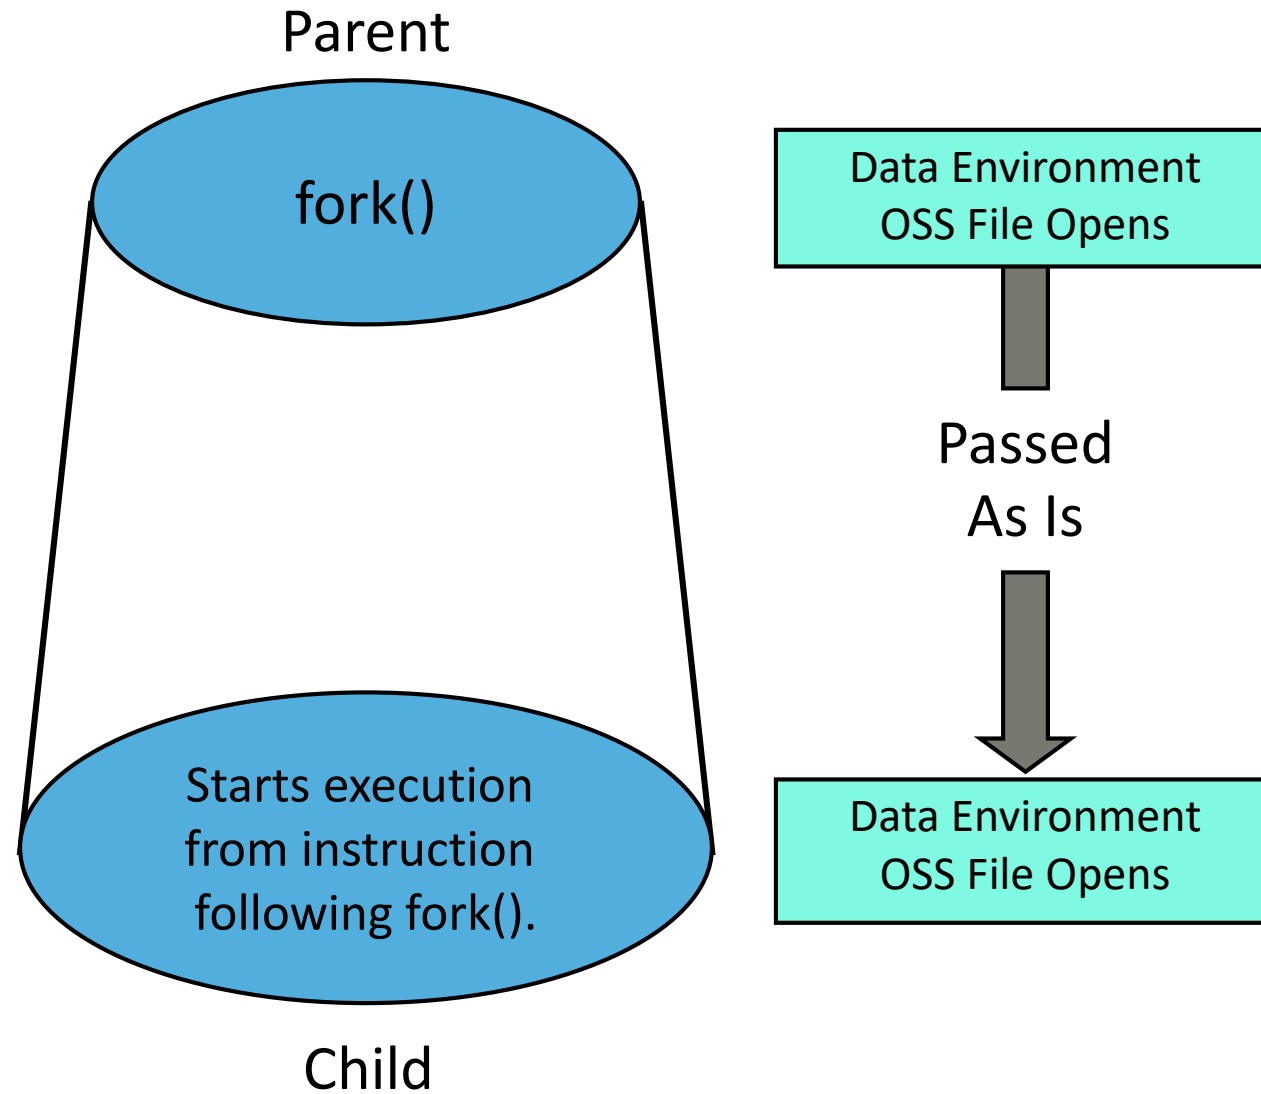 Parent
fork()
Data Environment
OSS File Opens
Passed
As Is
Starts execution
from instruction
following fork().
Data Environment
OSS File Opens
Child